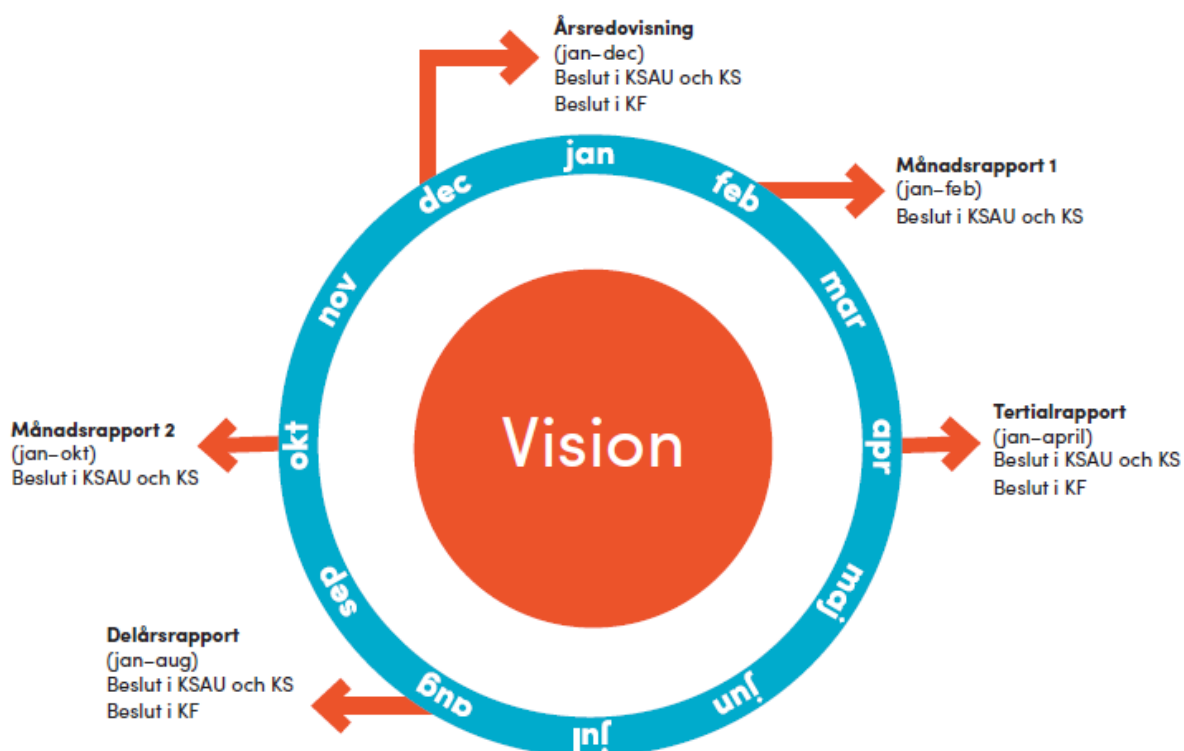 Årsredovisning
(jan–dec)
Beslut i KSAU och KS
Beslut i KF
jan
feb
mar
apr
maj
jun
jul
aug
sep
okt
nov
dec
Månadsrapport 1
(jan–feb)
Beslut i KSAU och KS
Vision
Tertialrapport
(jan–april)
Beslut i KSAU och KS
Beslut i KF
Månadsrapport 2
(jan–okt)
Beslut i KSAU och KS
Delårsrapport
(jan–aug)
Beslut i KSAU och KS
Beslut i KF